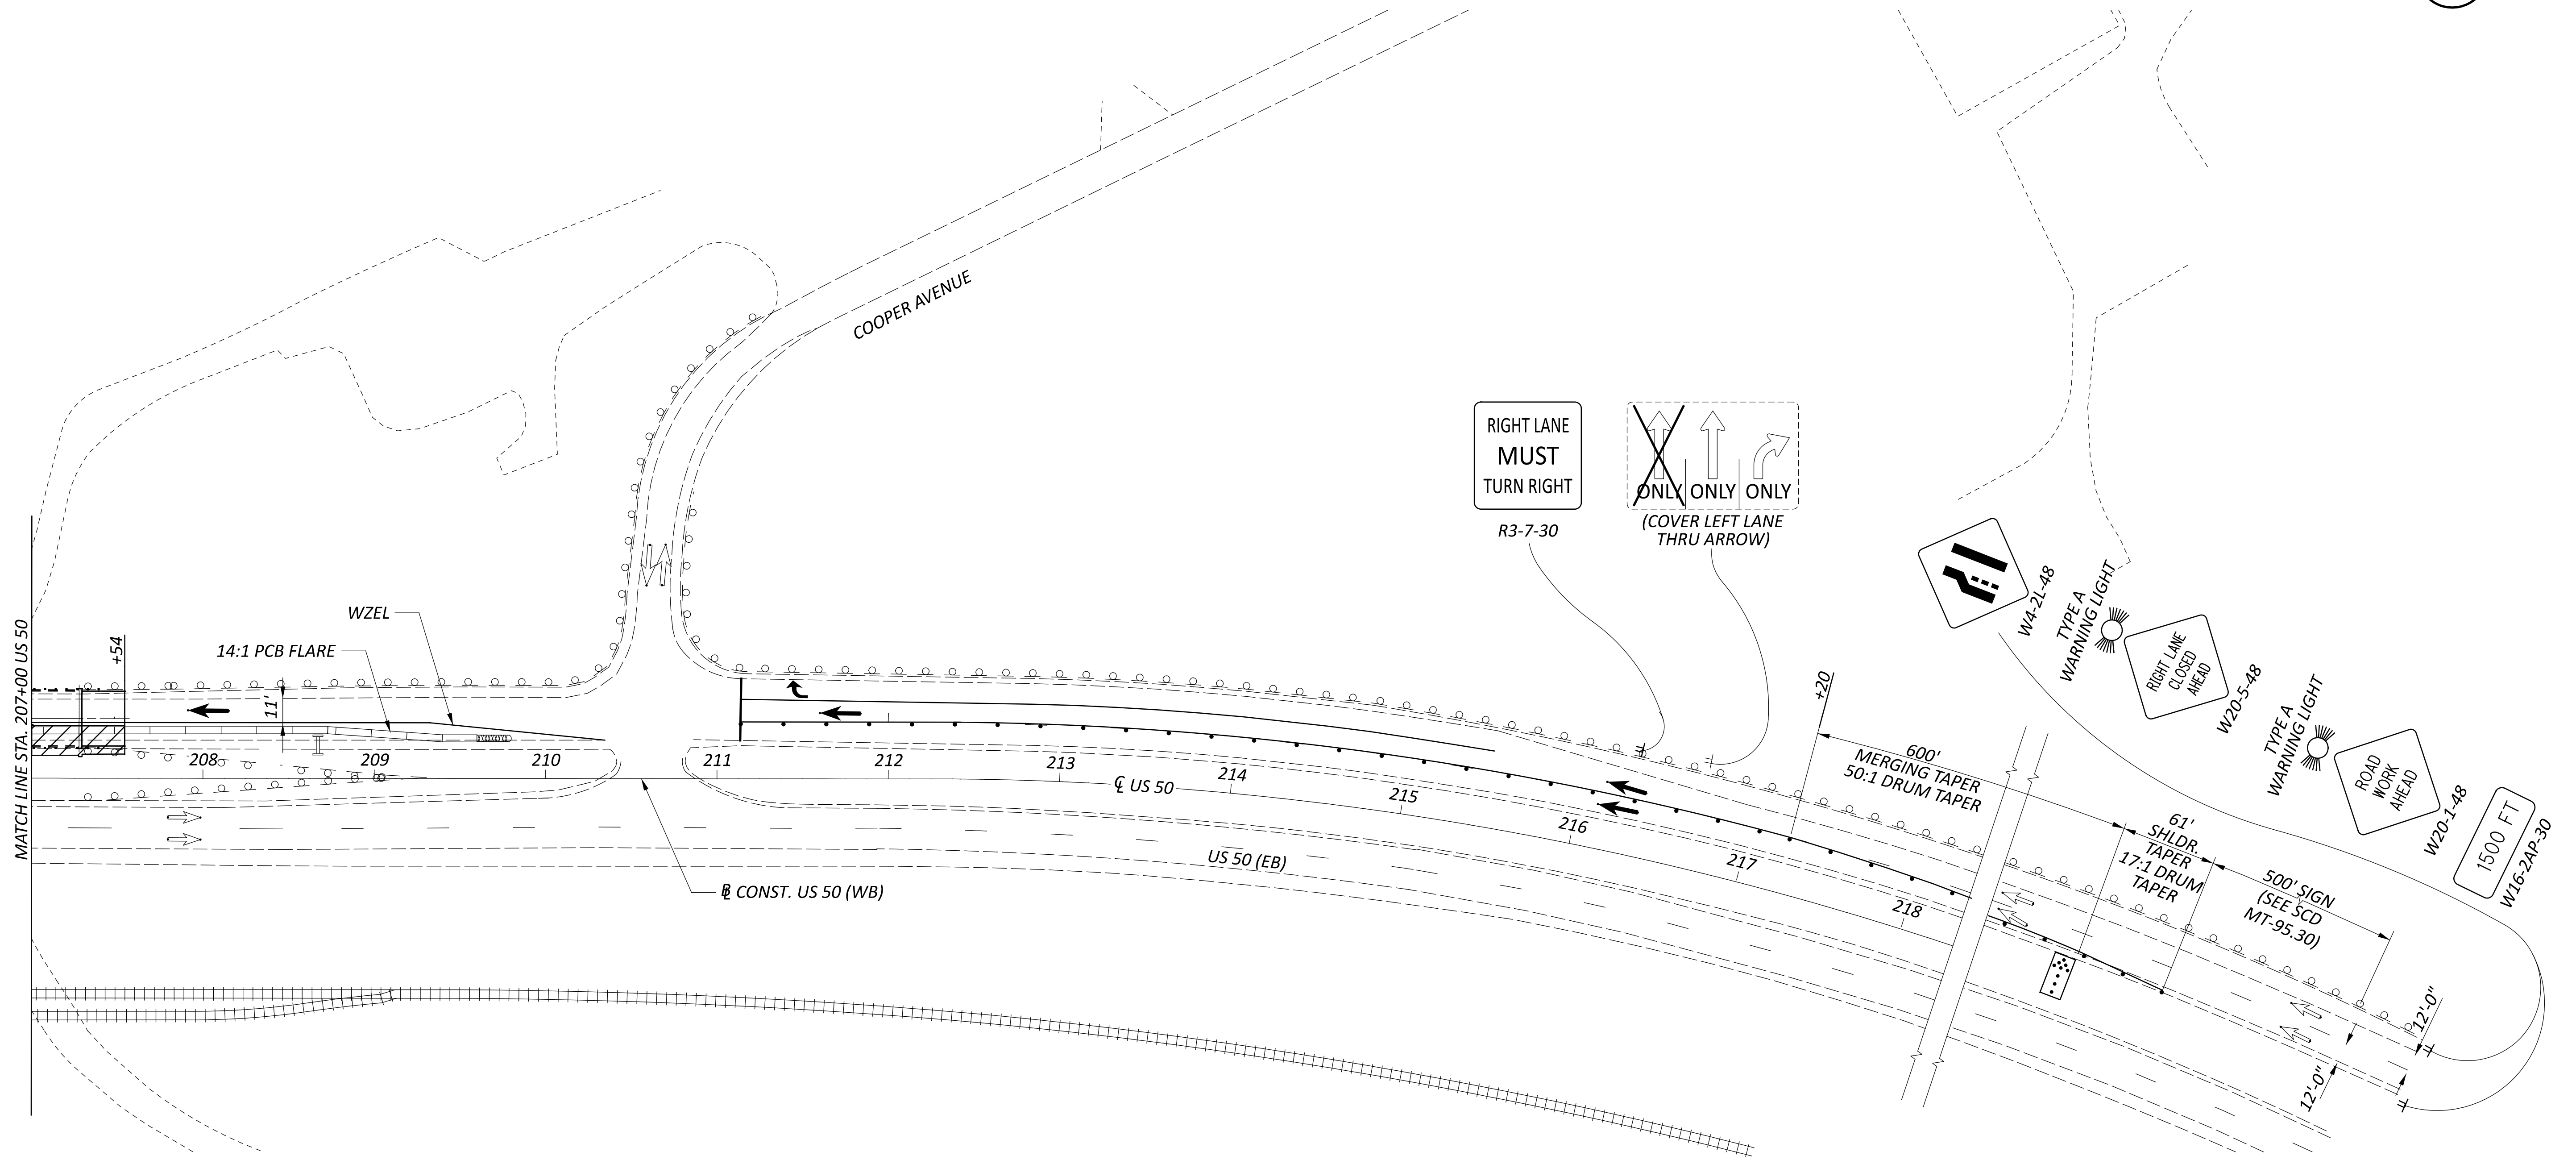 COOPER AVENUE
RIGHT LANE
MUST
TURN RIGHT
R3-7-30
ONLY ONLY ONLY
(COVER LEFT LANE
THRU ARROW)
W4-2L-48
TYPE A
WARNING LIGHT
RIGHT LANE
CLOSED
AHEAD
W20-5-48
TYPE A
WARNING LIGHT
ROAD
WORK
AHEAD
W20-1-48
1500 FT
W16-2AP-30
MATCH LINE STA. 207+00 US 50
+54
WZEL
14:1 PCB FLARE
11'
+20
600'
MERGING TAPER
50:1 DRUM TAPER
61'
SHLDR.
TAPER
17:1 DRUM
TAPER
500' SIGN
(SEE SCD
MT-95.30)
12'-0"
12'-0"
208
209
210
211
212
213
214
215
216
217
218
℄ US 50
US 50 (EB)
BL CONST. US 50 (WB)